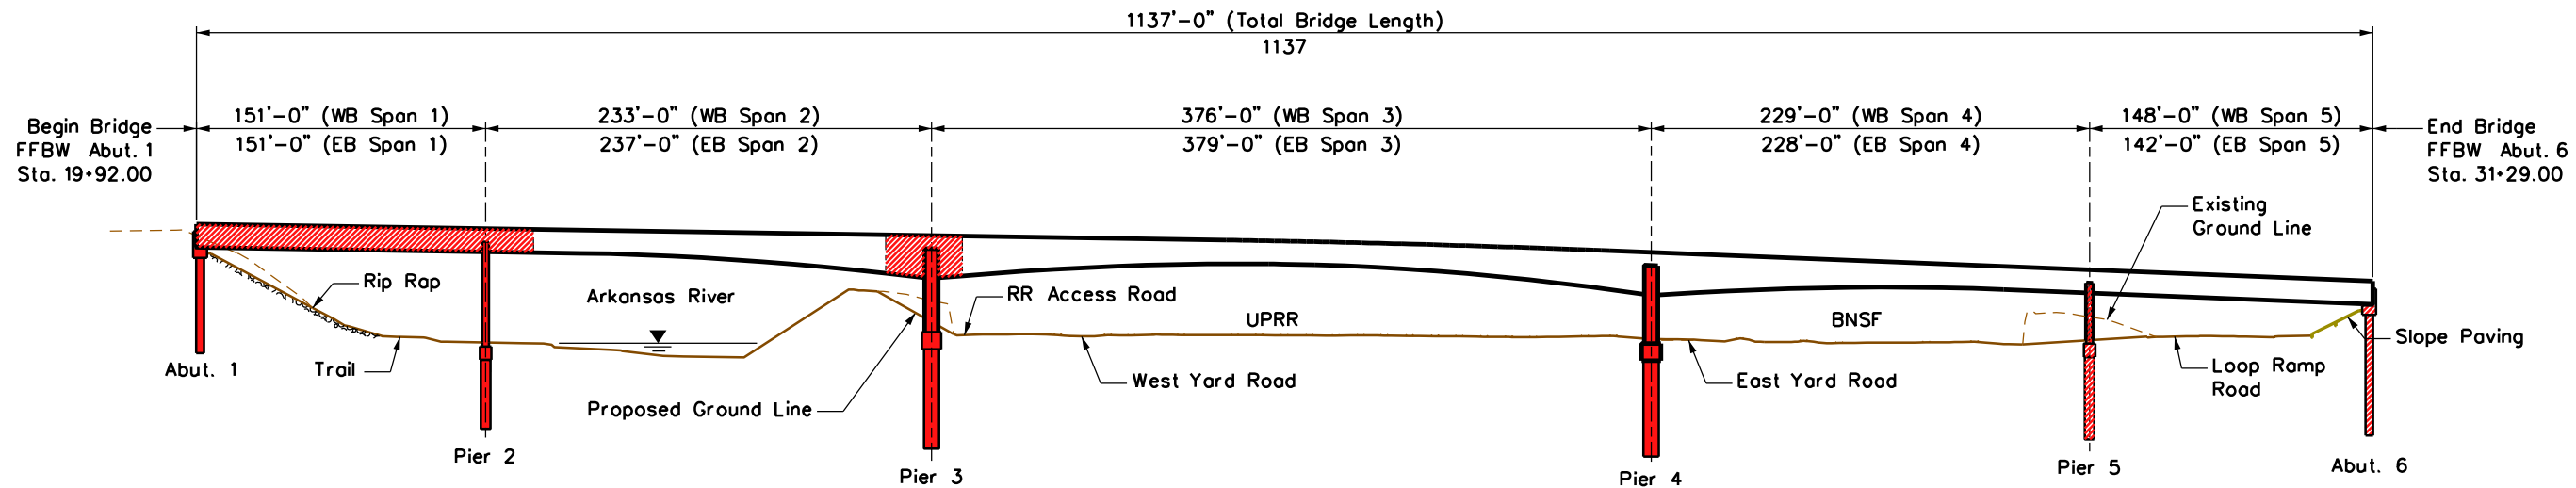 1137'-0" (Total Bridge Length)
1137
Begin Bridge
FFBW Abut. 1
Sta. 19+92.00
151'-0" (WB Span 1)
151'-0" (EB Span 1)
233'-0" (WB Span 2)
237'-0" (EB Span 2)
376'-0" (WB Span 3)
379'-0" (EB Span 3)
229'-0" (WB Span 4)
228'-0" (EB Span 4)
148'-0" (WB Span 5)
142'-0" (EB Span 5)
End Bridge
FFBW Abut. 6
Sta. 31+29.00
Existing
Ground Line
Rip Rap
Arkansas River
RR Access Road
UPRR
BNSF
Slope Paving
Abut. 1
Trail
West Yard Road
East Yard Road
Loop Ramp
Road
Proposed Ground Line
Pier 2
Pier 3
Pier 4
Pier 5
Abut. 6